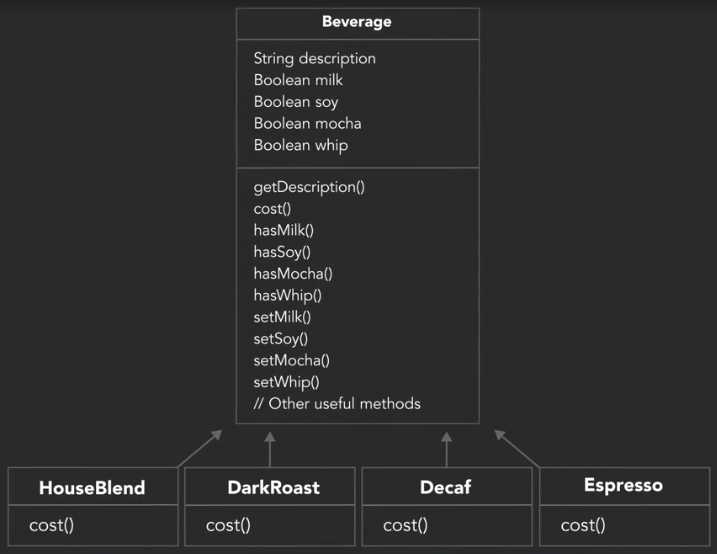 Beverage
String description
Boolean milk
Boolean soy
Boolean mocha
Boolean whip
getDescription()
cost()
hasMilk()
hasSoy()
hasMocha()
hasWhip()
setMilk()
setSoy()
setMocha()
setWhip()
// Other useful methods
HouseBlend
cost()
DarkRoast
cost()
Decaf
cost()
Espresso
cost()